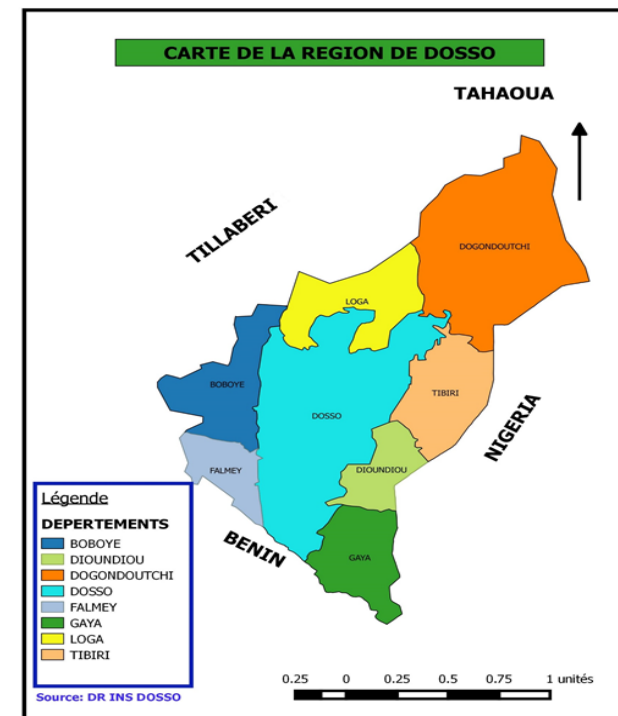 CARTE DE LA REGION DE DOSSO
TAHAOUA
TILLABERI
DOGONDOUTCHI
LOGA
BOBOYE
TIBIRI
DOSSO
NIGERIA
FALMEY
DIOUNDIOU
BENIN
GAYA
Légende
DEPERTEMENTS
BOBOYE
DIOUNDIOU
DOGONDOUTCHI
DOSSO
FALMEY
GAYA
LOGA
TIBIRI
0.25 0 0.25 0.5 0.75 1 unités
Source: DR INS DOSSO